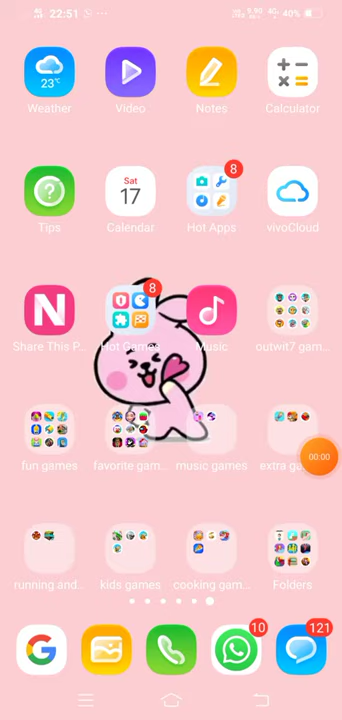 22:51
9.90
40%
23°
Weather
Video
Notes
Calculator
Sat
17
8
Tips
Calendar
Hot Apps
vivoCloud
N
8
Share This P...
Hot Games
Music
outwit7 gam...
00:00
fun games
favorite gam...
music games
extra ga
running and...
kids games
cooking gam...
Folders
G
10
121